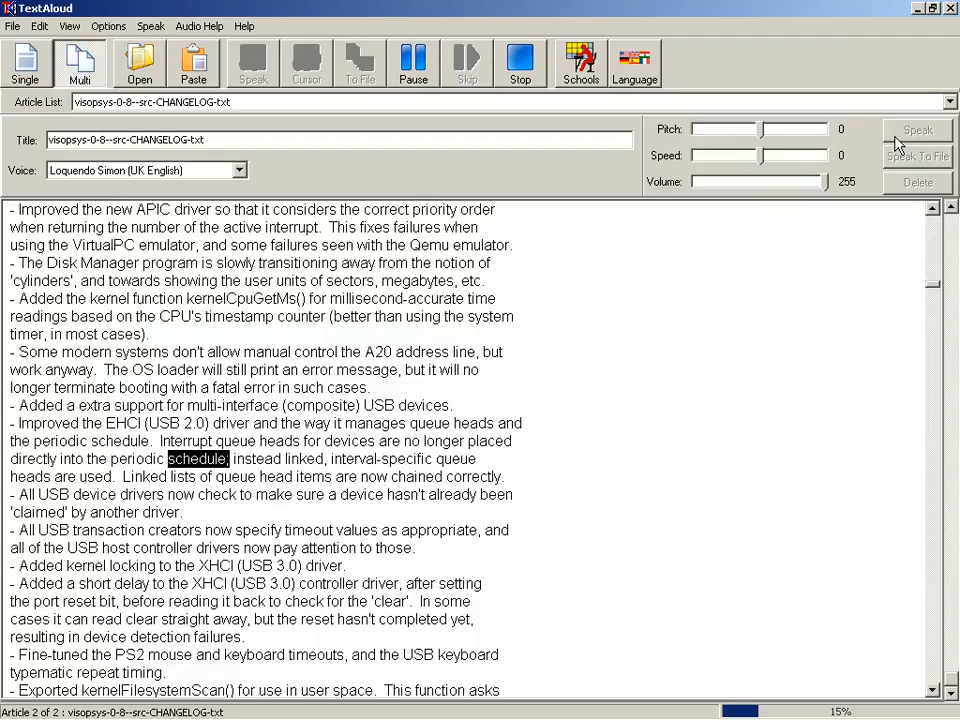 TextAloud
File Edit View Options Speak Audio Help Help
Single Multi Open Paste Speak Cursor To File Pause Skip Stop Schools Language
Article List: visopsys-0-8--src-CHANGELOG-txt
Title: visopsys-0-8--src-CHANGELOG-txt
Voice: Loquendo Simon (UK English)
Pitch: 0 Speak
Speed: 0 Speak To File
Volume: 255 Delete
- Improved the new APIC driver so that it considers the correct priority order
when returning the number of the active interrupt. This fixes failures when
using the VirtualPC emulator, and some failures seen with the Qemu emulator.
- The Disk Manager program is slowly transitioning away from the notion of
'cylinders', and towards showing the user units of sectors, megabytes, etc.
- Added the kernel function kernelCpuGetMs() for millisecond-accurate time
readings based on the CPU's timestamp counter (better than using the system
timer, in most cases).
- Some modern systems don't allow manual control the A20 address line, but
work anyway. The OS loader will still print an error message, but it will no
longer terminate booting with a fatal error in such cases.
- Added a extra support for multi-interface (composite) USB devices.
- Improved the EHCI (USB 2.0) driver and the way it manages queue heads and
the periodic schedule. Interrupt queue heads for devices are no longer placed
directly into the periodic schedule; instead linked, interval-specific queue
heads are used. Linked lists of queue head items are now chained correctly.
- All USB device drivers now check to make sure a device hasn't already been
'claimed' by another driver.
- All USB transaction creators now specify timeout values as appropriate, and
all of the USB host controller drivers now pay attention to those.
- Added kernel locking to the XHCI (USB 3.0) driver.
- Added a short delay to the XHCI (USB 3.0) controller driver, after setting
the port reset bit, before reading it back to check for the 'clear'. In some
cases it can read clear straight away, but the reset hasn't completed yet,
resulting in device detection failures.
- Fine-tuned the PS2 mouse and keyboard timeouts, and the USB keyboard
typematic repeat timing.
- Exported kernelFilesystemScan() for use in user space. This function asks
Article 2 of 2 : visopsys-0-8--src-CHANGELOG-txt 15%